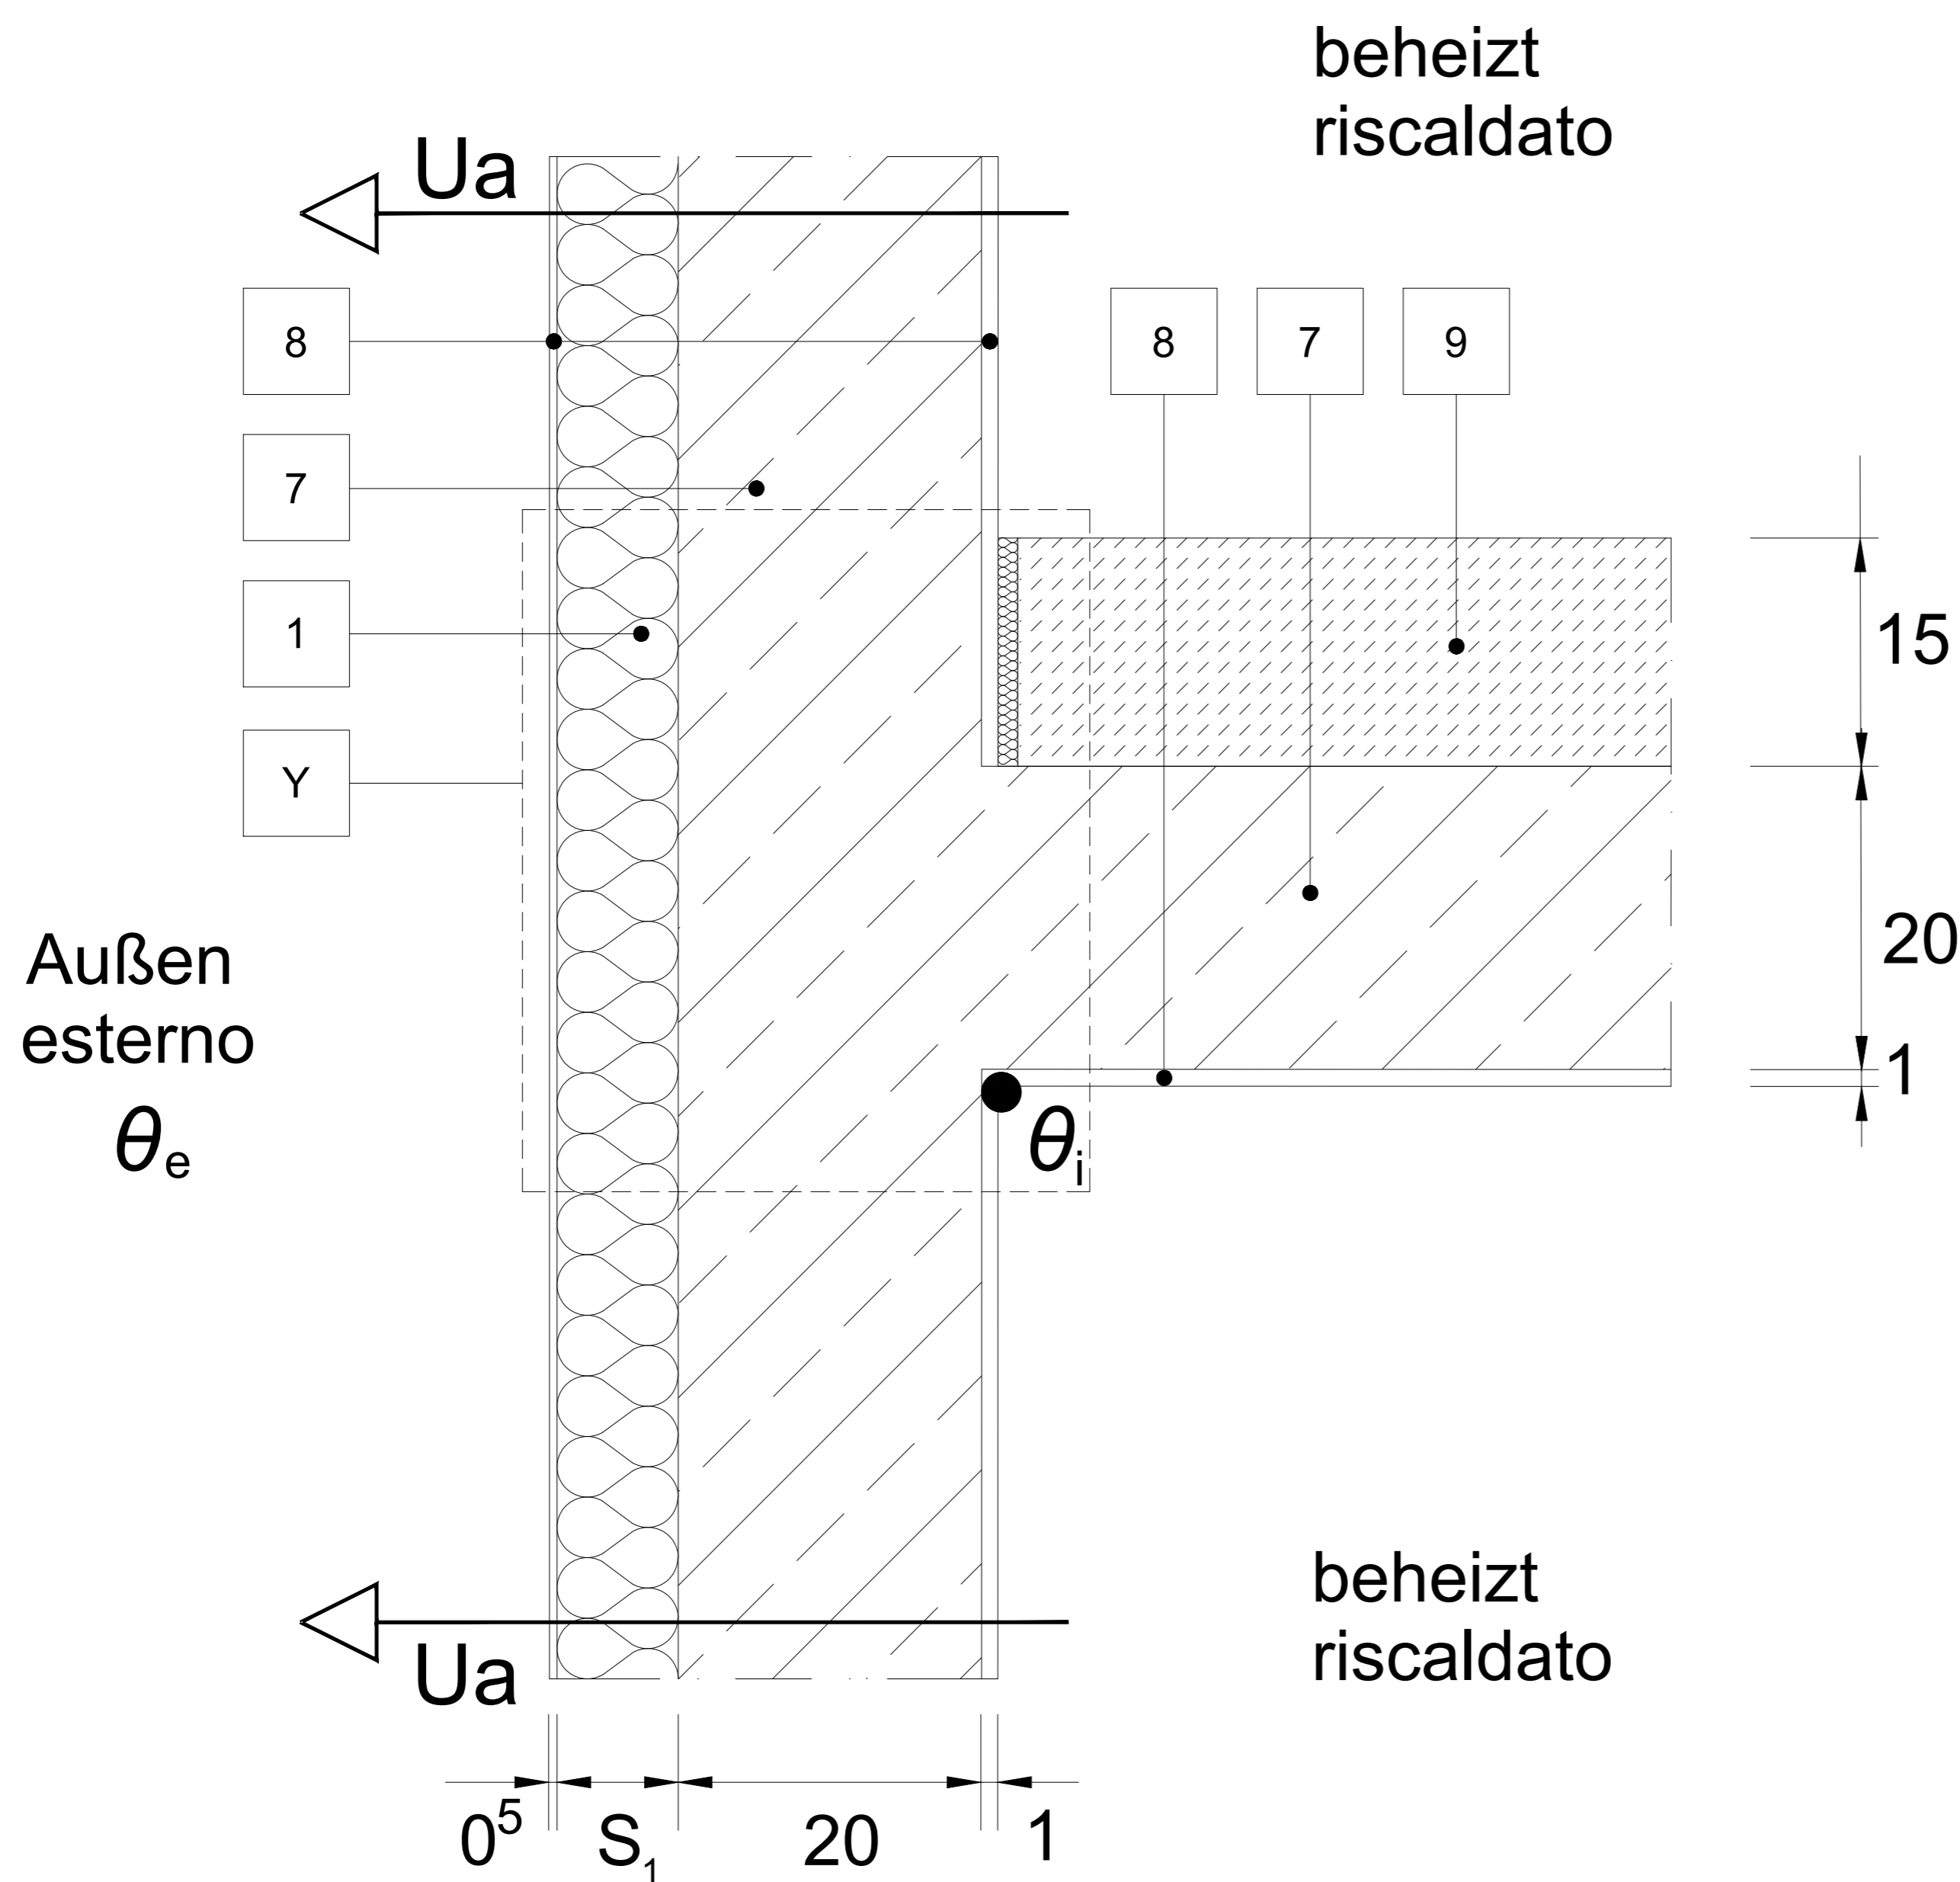 beheizt
riscaldato
Ua
8
8
7
9
7
1
Y
15
20
1
Außen
esterno
θe
θi
beheizt
riscaldato
Ua
0⁵
S₁
20
1